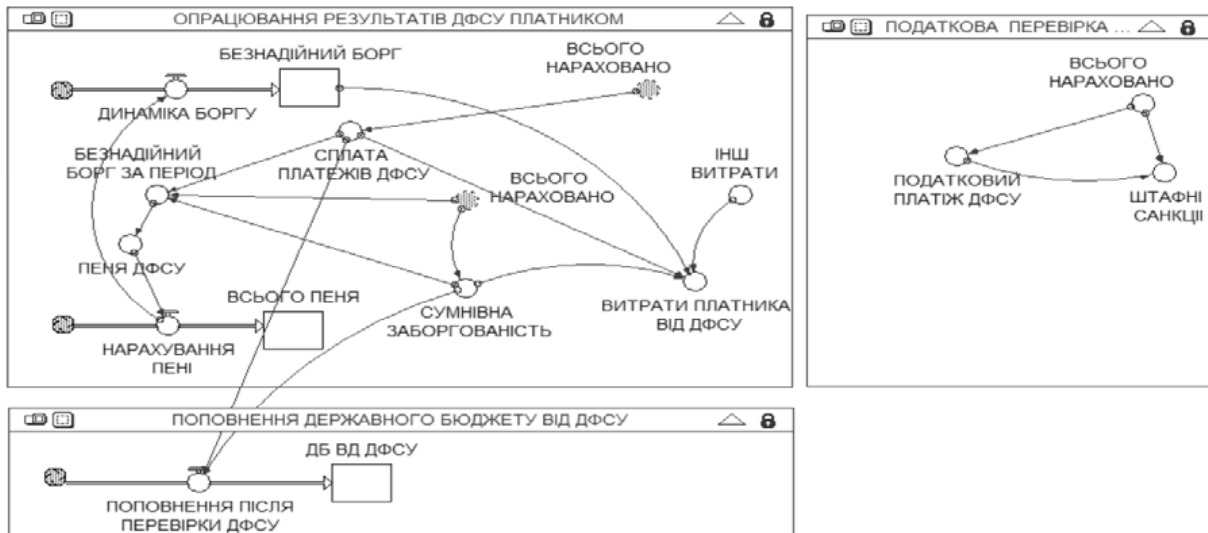 ОПРАЦЮВАННЯ РЕЗУЛЬТАТІВ ДФСУ ПЛАТНИКОМ
БЕЗНАДІЙНИЙ БОРГ
ВСЬОГО
НАРАХОВАНО
ДИНАМІКА БОРГУ
БЕЗНАДІЙНИЙ
БОРГ ЗА ПЕРІОД
СПЛАТА
ПЛАТЕЖІВ ДФСУ
ВСЬОГО
НАРАХОВАНО
ІНШ
ВИТРАТИ
ПЕНЯ ДФСУ
ВСЬОГО ПЕНЯ
СУМНІВНА
ЗАБОРГОВАНІСТЬ
ВИТРАТИ ПЛАТНИКА
ВІД ДФСУ
НАРАХУВАННЯ
ПЕНІ
ПОДАТКОВА ПЕРЕВІРКА ...
ВСЬОГО
НАРАХОВАНО
ПОДАТКОВИЙ
ПЛАТІЖ ДФСУ
ШТАФНІ
САНКЦІІ
ПОПОВНЕННЯ ДЕРЖАВНОГО БЮДЖЕТУ ВІД ДФСУ
ДБ ВД ДФСУ
ПОПОВНЕННЯ ПІСЛЯ
ПЕРЕВІРКИ ДФСУ